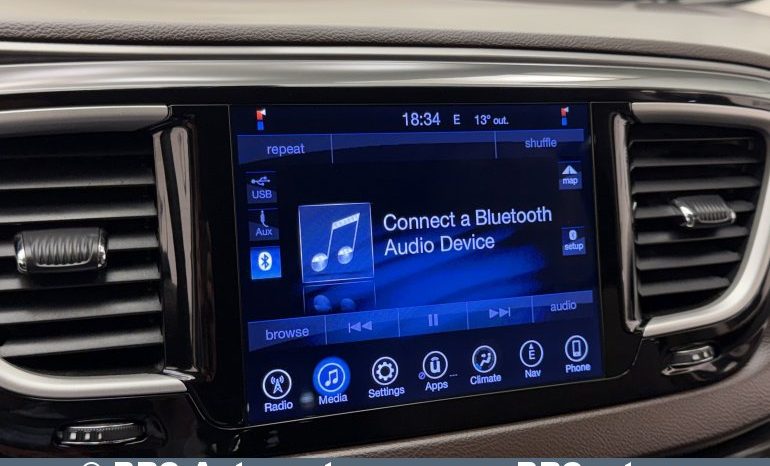 18:34 E 13° out.
repeat shuffle
USB
map
Aux
Connect a Bluetooth
Audio Device
setup
browse audio
Radio Media Settings Apps Climate Nav Phone